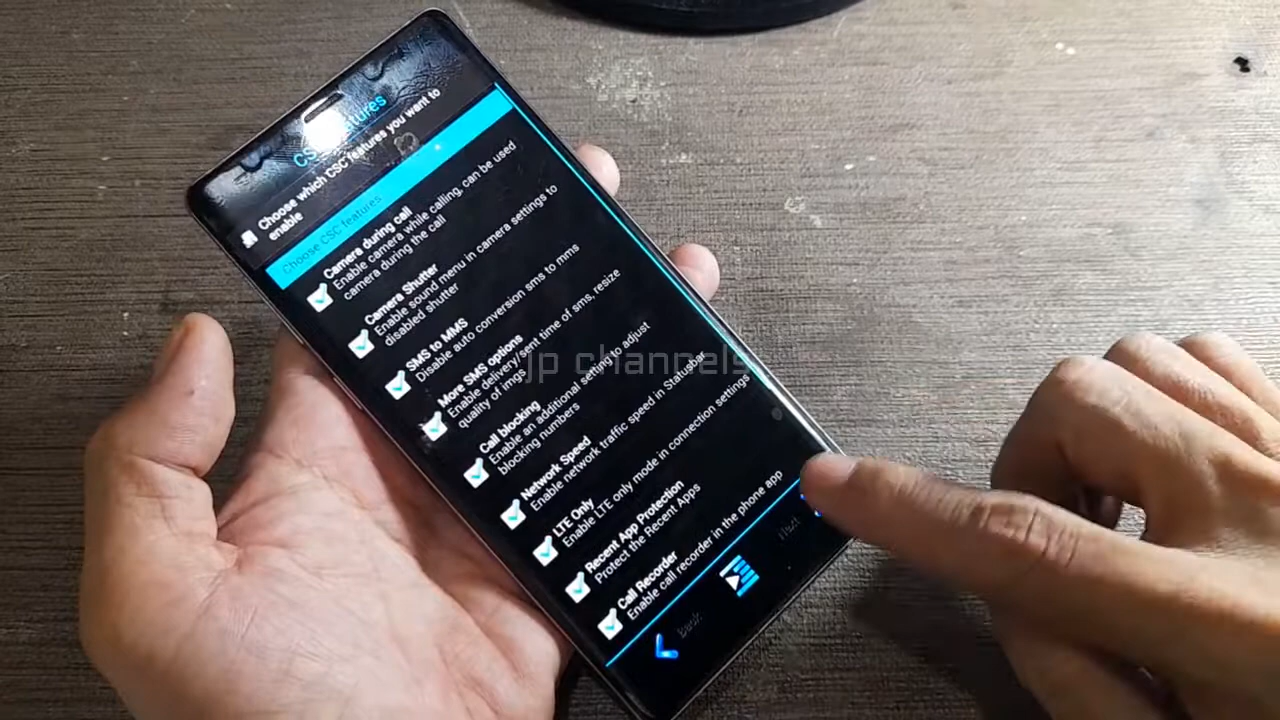 CSC features
Choose which CSC features you want to
enable
Choose CSC features
Camera during call
Enable camera while calling, can be used
camera during the call
Camera Shutter
Enable sound menu in camera settings to
disabled shutter
SMS to MMS
Disable auto conversion sms to mms
More SMS options
Enable delivery/sent time of sms, resize
quality of imgs
Call blocking
Enable an additional setting to adjust
blocking numbers
Network Speed
Enable network traffic speed in Statusbar
LTE Only
Enable LTE only mode in connection settings
Recent App Protection
Protect the Recent Apps
Call Recorder
Enable call recorder in the phone app
back
Next
jp channels